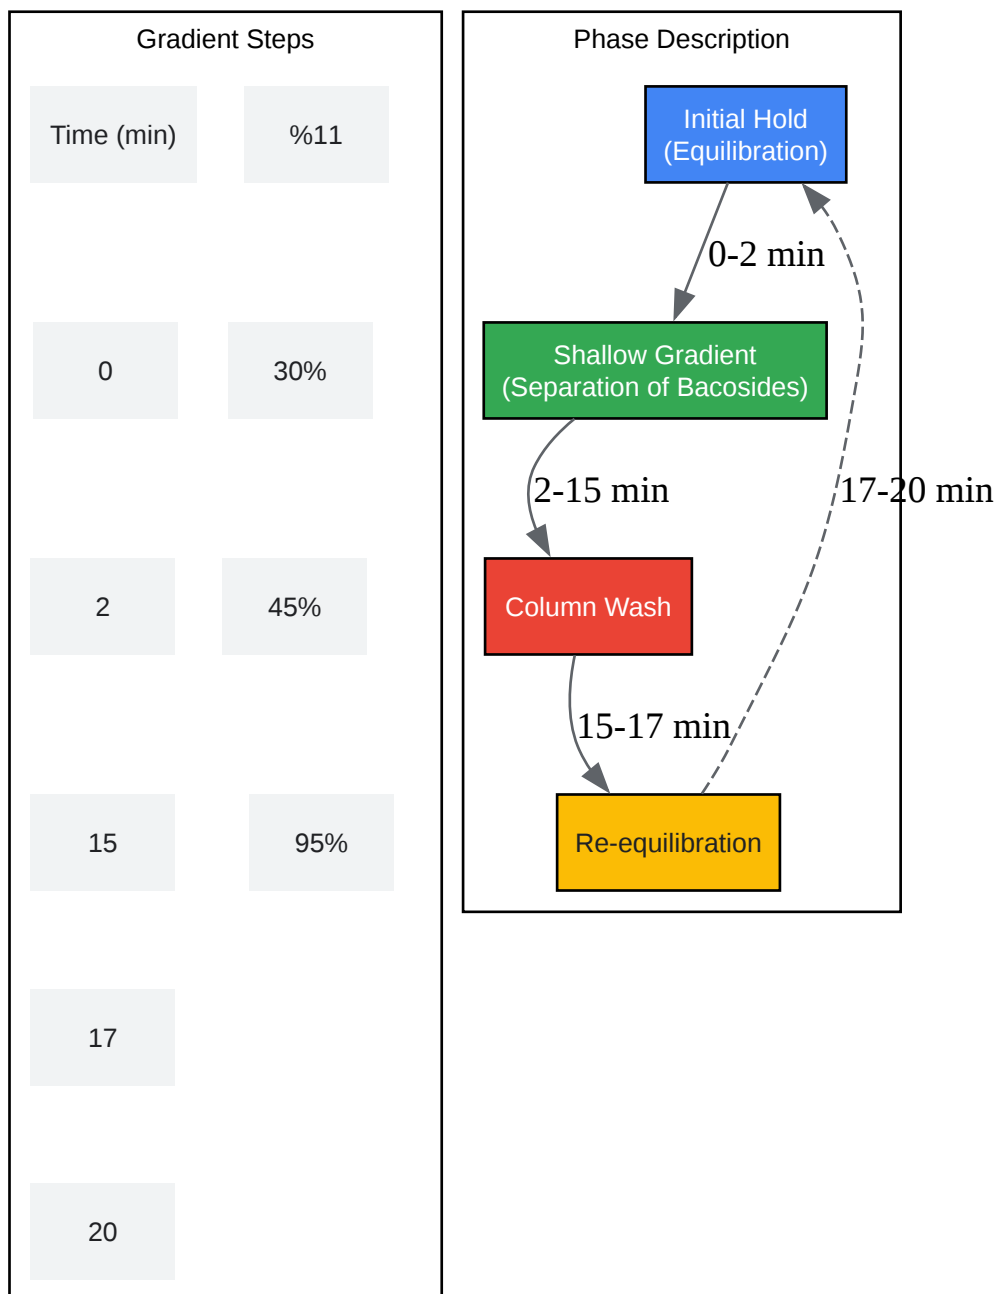 Gradient Steps
Time (min)
%11
0
30%
2
45%
15
95%
17
20
Phase Description
Initial Hold
(Equilibration)
0-2 min
Shallow Gradient
(Separation of Bacosides)
2-15 min
17-20 min
Column Wash
15-17 min
Re-equilibration